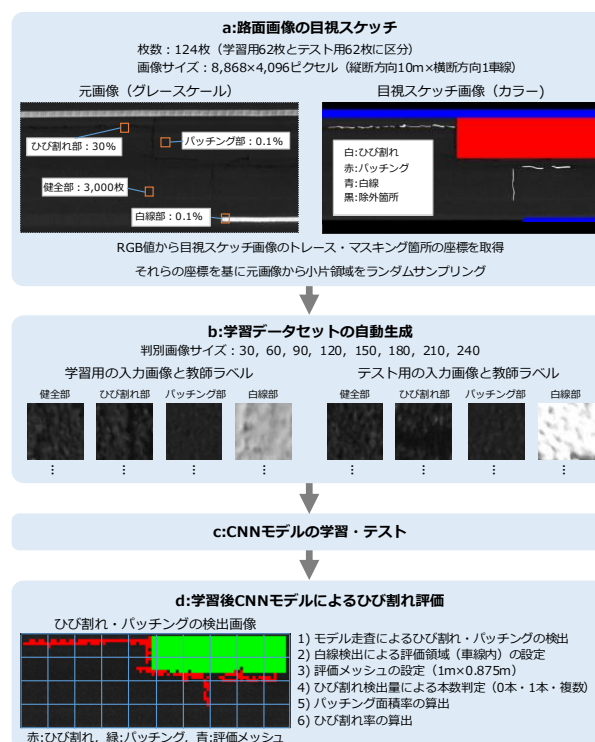 a:路面画像の目視スケッチ
枚数：124枚（学習用62枚とテスト用62枚に区分）
画像サイズ：8,868×4,096ピクセル（縦断方向10m×横断方向1車線）
元画像（グレースケール）
目視スケッチ画像（カラー）
ひび割れ部：30%
パッチング部：0.1%
健全部：3,000枚
白線部：0.1%
白:ひび割れ
赤:パッチング
青:白線
黒:除外箇所
RGB値から目視スケッチ画像のトレース・マスキング箇所の座標を取得
それらの座標を基に元画像から小片領域をランダムサンプリング
b:学習データセットの自動生成
判別画像サイズ：30，60，90，120，150，180，210，240
学習用の入力画像と教師ラベル
テスト用の入力画像と教師ラベル
健全部 ひび割れ部 パッチング部 白線部
健全部 ひび割れ部 パッチング部 白線部
⋮ ⋮ ⋮ ⋮
⋮ ⋮ ⋮ ⋮
c:CNNモデルの学習・テスト
d:学習後CNNモデルによるひび割れ評価
ひび割れ・パッチングの検出画像
1) モデル走査によるひび割れ・パッチングの検出
2) 白線検出による評価領域（車線内）の設定
3) 評価メッシュの設定（1m×0.875m）
4) ひび割れ検出量による本数判定（0本・1本・複数）
5) パッチング面積率の算出
6) ひび割れ率の算出
赤:ひび割れ，緑:パッチング，青:評価メッシュ